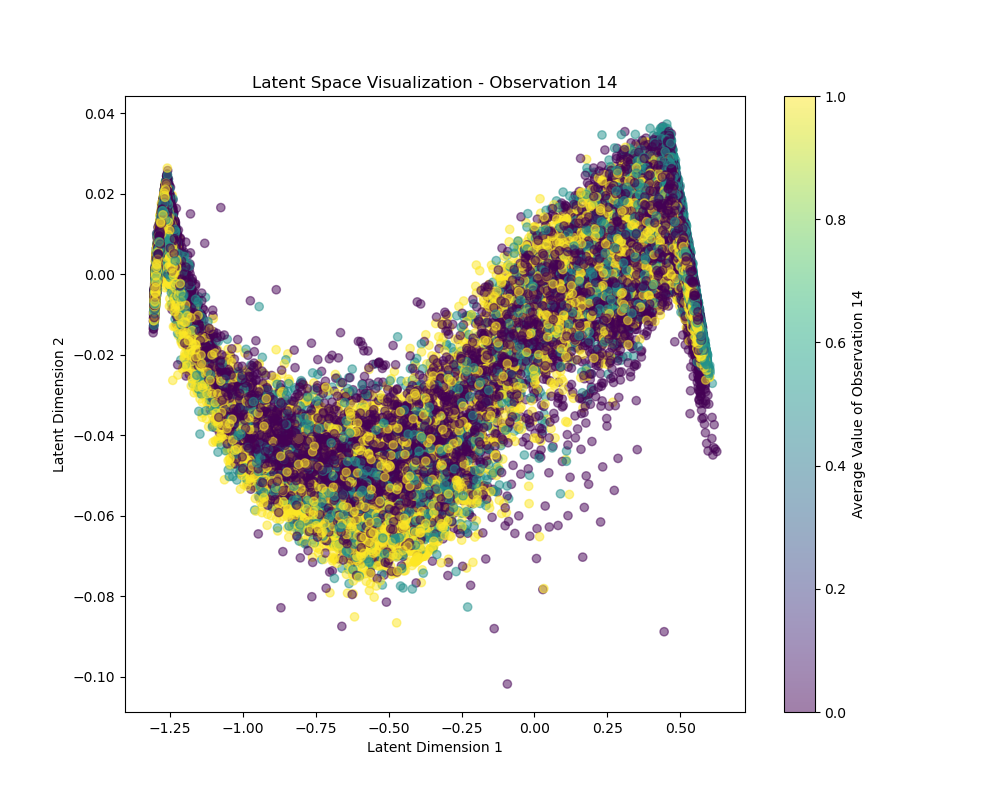 Latent Space Visualization - Observation 14
0.04
0.02
0.00
−0.02
−0.04
−0.06
−0.08
−0.10
Latent Dimension 2
−1.25 −1.00 −0.75 −0.50 −0.25 0.00 0.25 0.50
Latent Dimension 1
1.0
0.8
0.6
0.4
0.2
0.0
Average Value of Observation 14